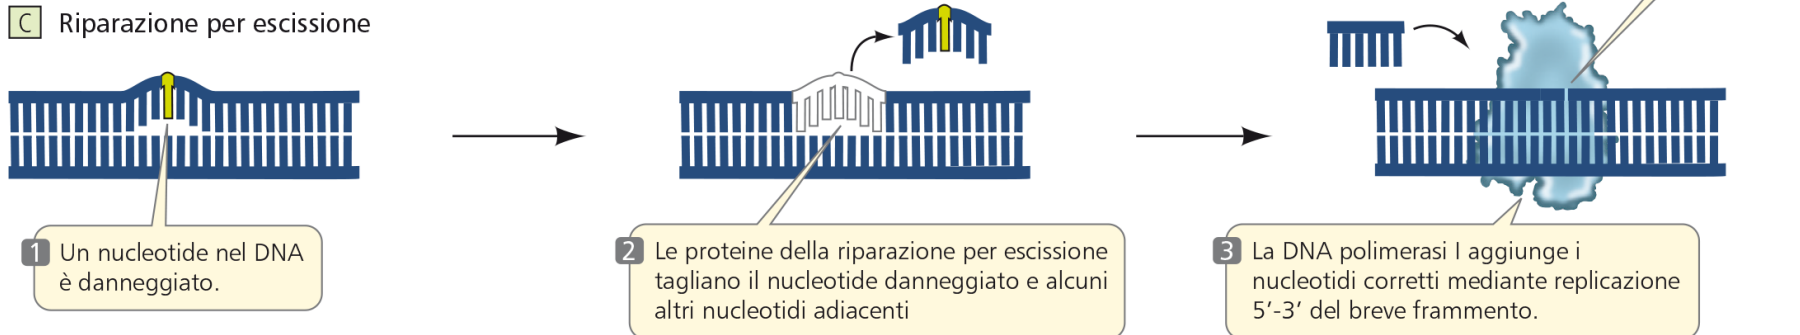 C Riparazione per escissione
1 Un nucleotide nel DNA
è danneggiato.
2 Le proteine della riparazione per escissione
tagliano il nucleotide danneggiato e alcuni
altri nucleotidi adiacenti
3 La DNA polimerasi I aggiunge i
nucleotidi corretti mediante replicazione
5’-3’ del breve frammento.